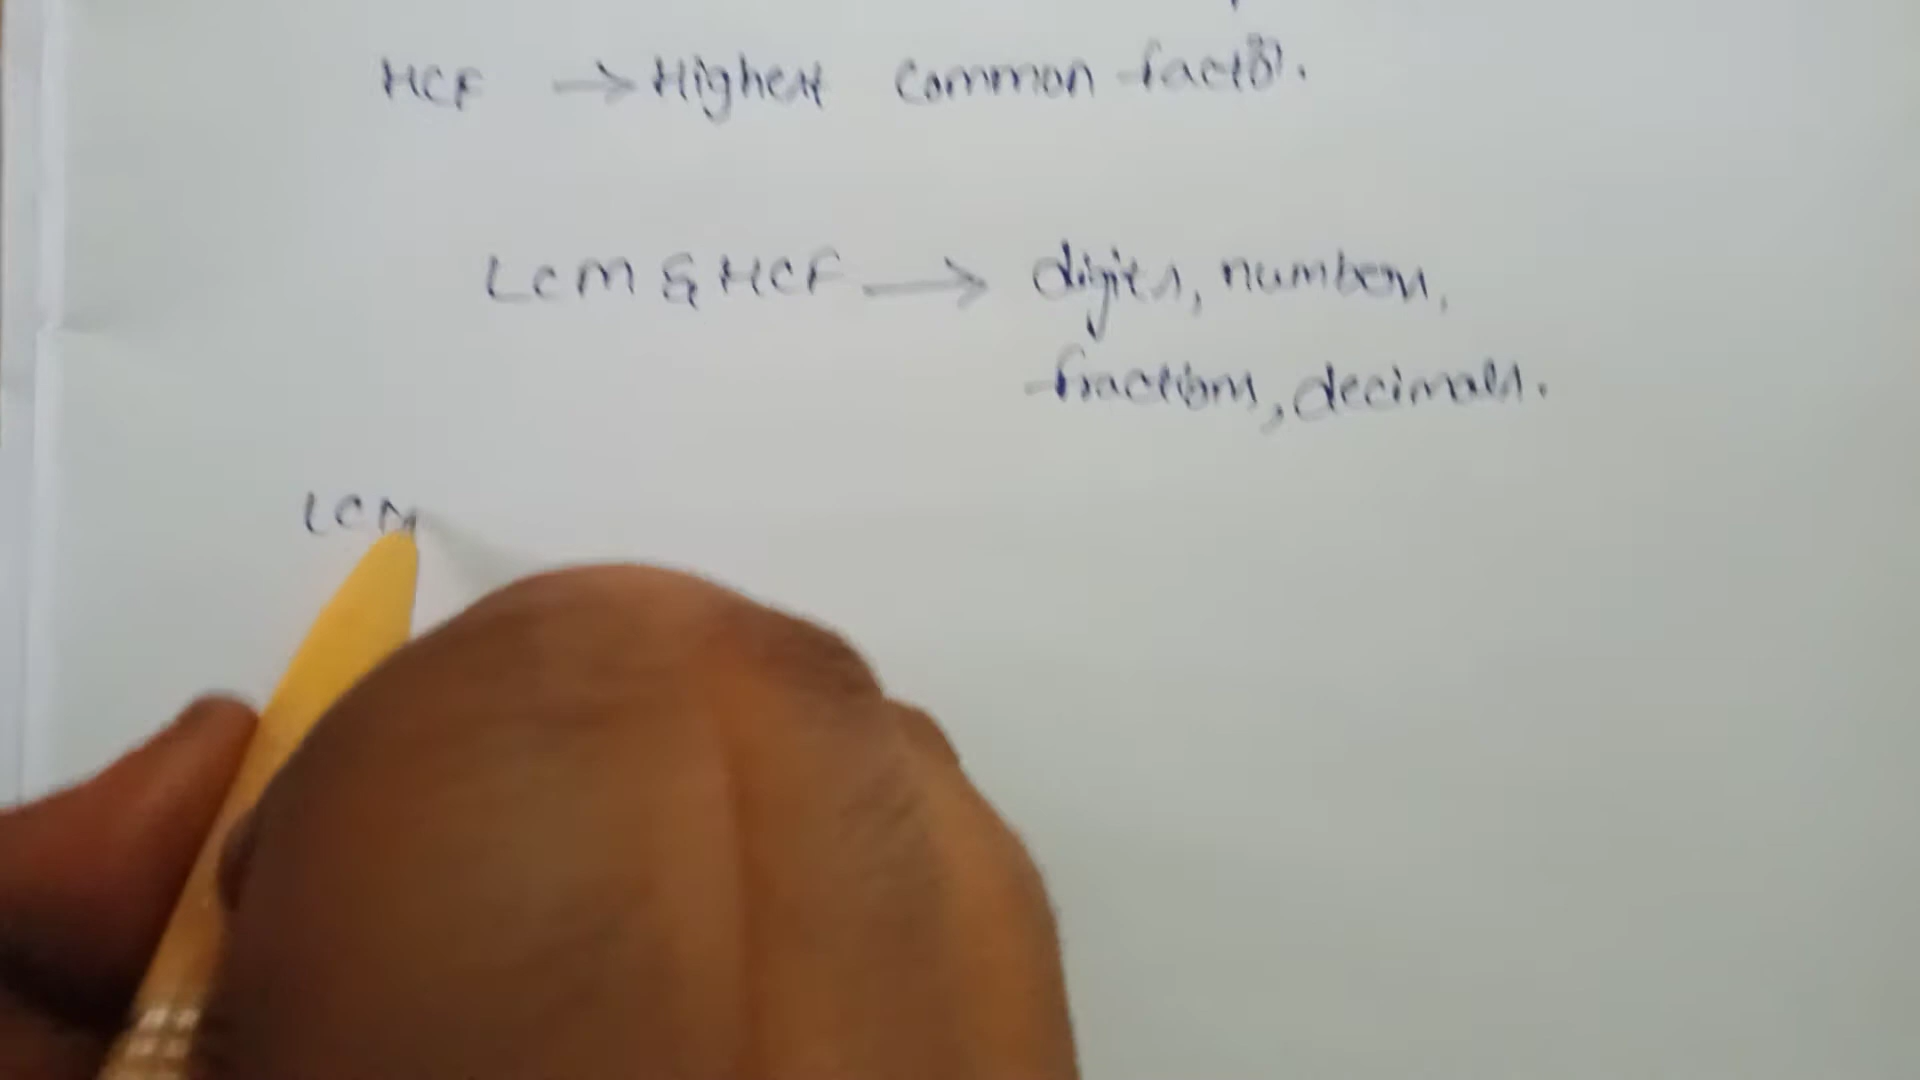 HCF → Highest Common factor.
LCM & HCF → digits, numbers,
fractions, decimals.
LCM